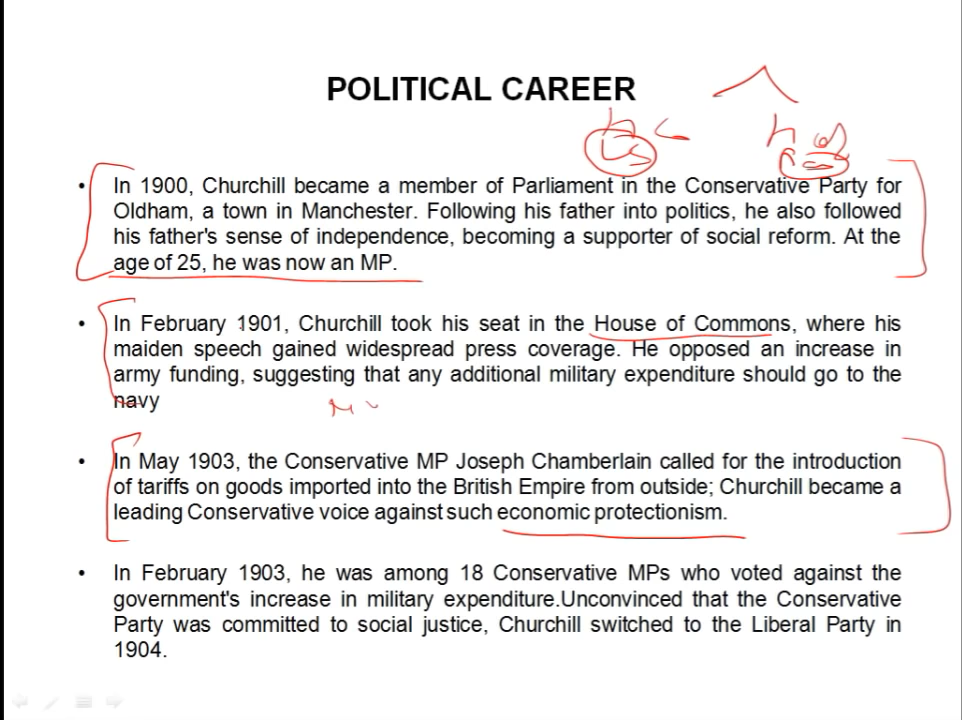 POLITICAL CAREER
h c
LS
h of
RS
• In 1900, Churchill became a member of Parliament in the Conservative Party for
Oldham, a town in Manchester. Following his father into politics, he also followed
his father's sense of independence, becoming a supporter of social reform. At the
age of 25, he was now an MP.
• In February 1901, Churchill took his seat in the House of Commons, where his
maiden speech gained widespread press coverage. He opposed an increase in
army funding, suggesting that any additional military expenditure should go to the
navy
• In May 1903, the Conservative MP Joseph Chamberlain called for the introduction
of tariffs on goods imported into the British Empire from outside; Churchill became a
leading Conservative voice against such economic protectionism.
• In February 1903, he was among 18 Conservative MPs who voted against the
government's increase in military expenditure.Unconvinced that the Conservative
Party was committed to social justice, Churchill switched to the Liberal Party in
1904.